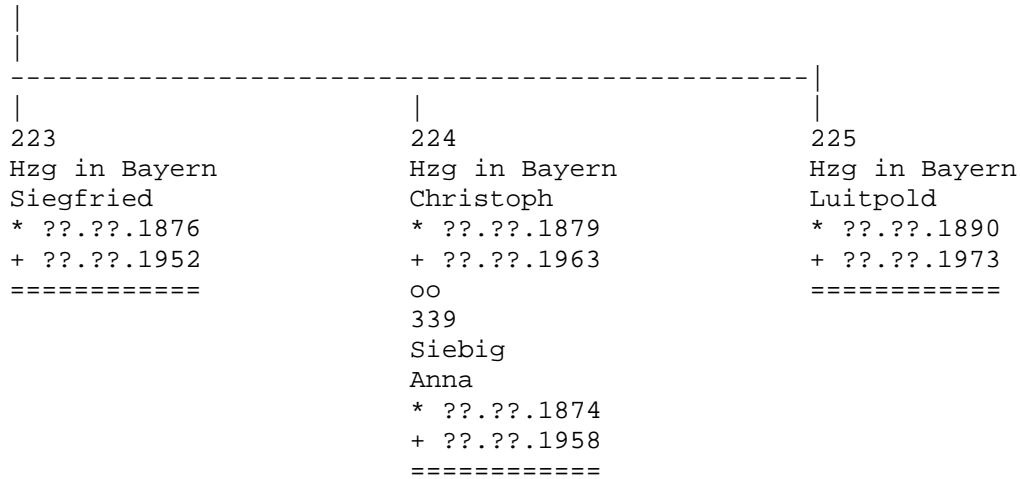 223 224 225
Hzg in Bayern Hzg in Bayern Hzg in Bayern
Siegfried Christoph Luitpold
* ??.??.1876 * ??.??.1879 * ??.??.1890
+ ??.??.1952 + ??.??.1963 + ??.??.1973
============ oo ============
339
Siebig
Anna
* ??.??.1874
+ ??.??.1958
============